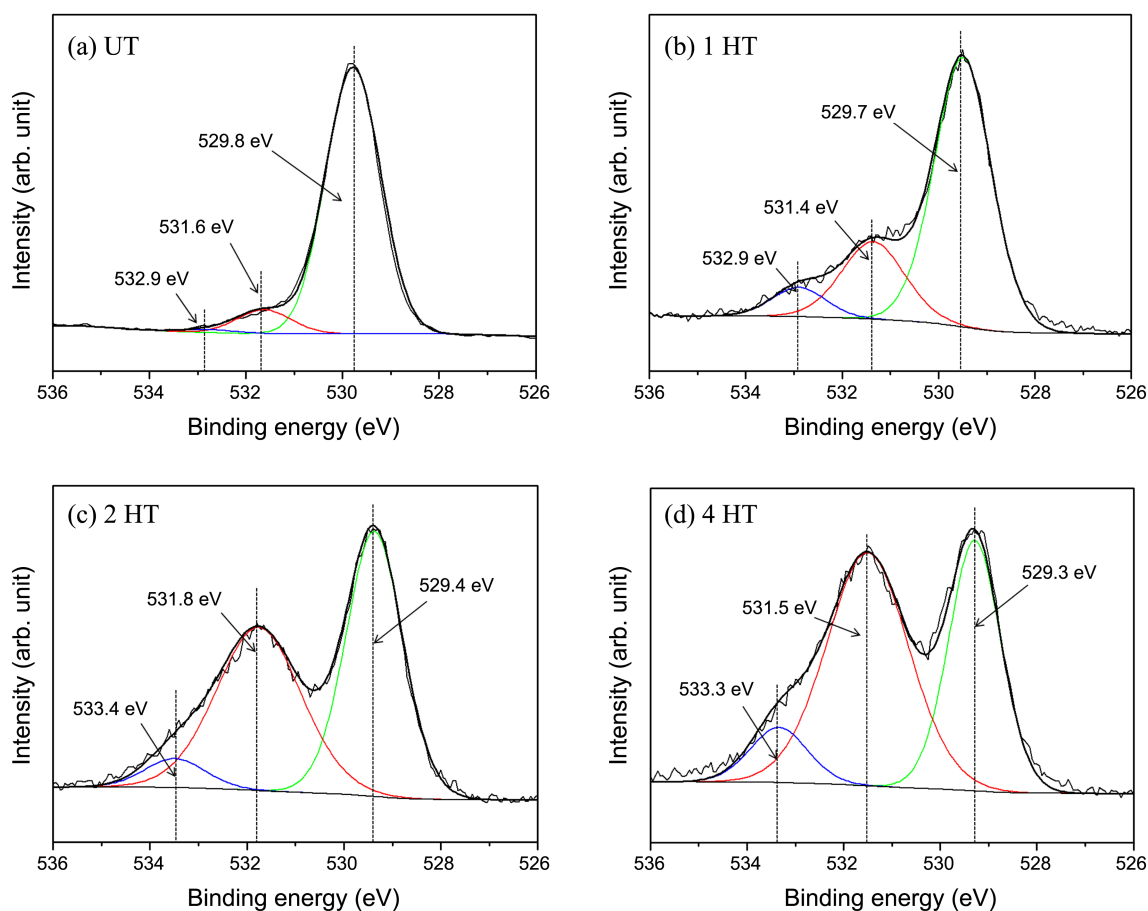 (a) UT
529.8 eV
531.6 eV
532.9 eV
Intensity (arb. unit)
536 534 532 530 528 526
Binding energy (eV)
(b) 1 HT
529.7 eV
531.4 eV
532.9 eV
Intensity (arb. unit)
536 534 532 530 528 526
Binding energy (eV)
(c) 2 HT
531.8 eV
529.4 eV
533.4 eV
Intensity (arb. unit)
536 534 532 530 528 526
Binding energy (eV)
(d) 4 HT
529.3 eV
531.5 eV
533.3 eV
Intensity (arb. unit)
536 534 532 530 528 526
Binding energy (eV)